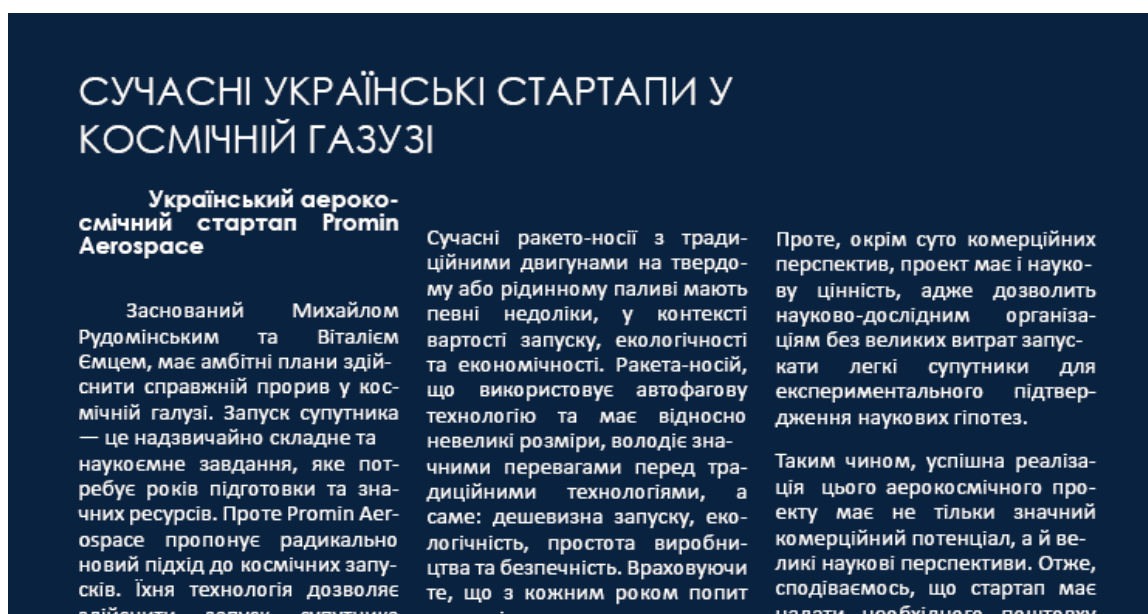 СУЧАСНІ УКРАЇНСЬКІ СТАРТАПИ У
КОСМІЧНІЙ ГАЗУЗІ
Український аероко-
смічний стартап Promin
Aerospace
Заснований Михайлом
Рудомінським та Віталієм
Ємцем, має амбітні плани здій-
снити справжній прорив у кос-
мічній галузі. Запуск супутника
— це надзвичайно складне та
наукоємне завдання, яке пот-
ребує років підготовки та зна-
чних ресурсів. Проте Promin Aer-
ospace пропонує радикально
новий підхід до космічних запу-
сків. Їхня технологія дозволяє
здійснити запуск супутника
Сучасні ракето-носії з тради-
ційними двигунами на твердо-
му або рідинному паливі мають
певні недоліки, у контексті
вартості запуску, екологічності
та економічності. Ракета-носій,
що використовує автофагову
технологію та має відносно
невеликі розміри, володіє зна-
чними перевагами перед тра-
диційними технологіями, а
саме: дешевизна запуску, еко-
логічність, простота виробни-
цтва та безпечність. Враховуючи
те, що з кожним роком попит
Проте, окрім суто комерційних
перспектив, проект має і науко-
ву цінність, адже дозволить
науково-дослідним організа-
ціям без великих витрат запус-
кати легкі супутники для
експериментального підтвер-
дження наукових гіпотез.
Таким чином, успішна реаліза-
ція цього аерокосмічного про-
екту має не тільки значний
комерційний потенціал, а й ве-
ликі наукові перспективи. Отже,
сподіваємось, що стартап має
надати необхідного поштовху